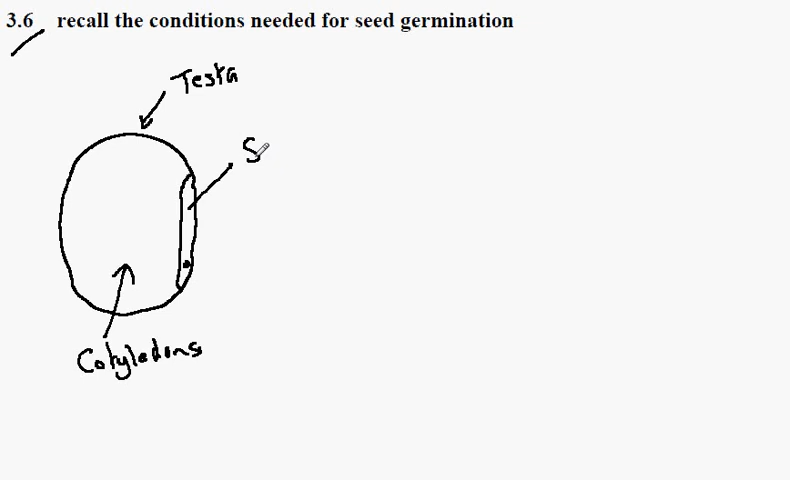 3.6 recall the conditions needed for seed germination
Testa
S
Cotyledons